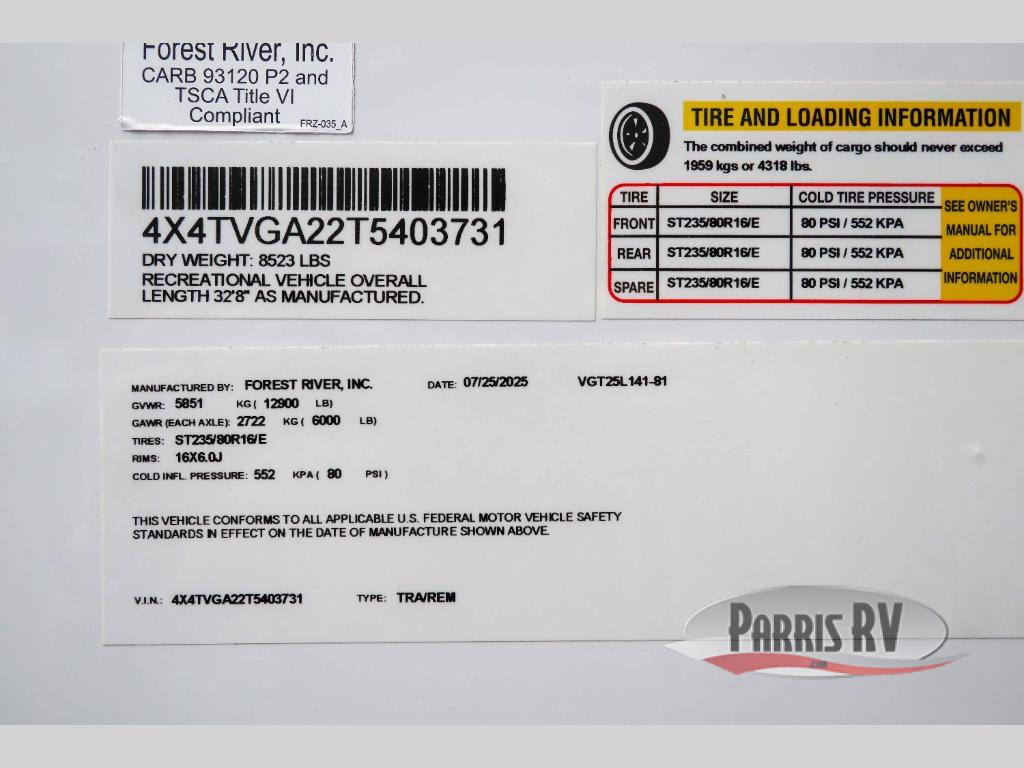 Forest River, Inc.
CARB 93120 P2 and
TSCA Title VI
Compliant
FRZ-035_A
4X4TVGA22T5403731
DRY WEIGHT: 8523 LBS
RECREATIONAL VEHICLE OVERALL
LENGTH 32'8" AS MANUFACTURED.
TIRE AND LOADING INFORMATION
The combined weight of cargo should never exceed
1959 kgs or 4318 lbs.
TIRE SIZE COLD TIRE PRESSURE
FRONT ST235/80R16/E 80 PSI / 552 KPA
REAR ST235/80R16/E 80 PSI / 552 KPA
SPARE ST235/80R16/E 80 PSI / 552 KPA
SEE OWNER'S
MANUAL FOR
ADDITIONAL
INFORMATION
MANUFACTURED BY: FOREST RIVER, INC. DATE: 07/25/2025 VGT25L141-81
GVWR: 5851 KG ( 12900 LB)
GAWR (EACH AXLE): 2722 KG ( 6000 LB)
TIRES: ST235/80R16/E
RIMS: 16X6.0J
COLD INFL. PRESSURE: 552 KPA ( 80 PSI )
THIS VEHICLE CONFORMS TO ALL APPLICABLE U.S. FEDERAL MOTOR VEHICLE SAFETY
STANDARDS IN EFFECT ON THE DATE OF MANUFACTURE SHOWN ABOVE.
V.I.N.: 4X4TVGA22T5403731 TYPE: TRA/REM
PARRIS RV
.com